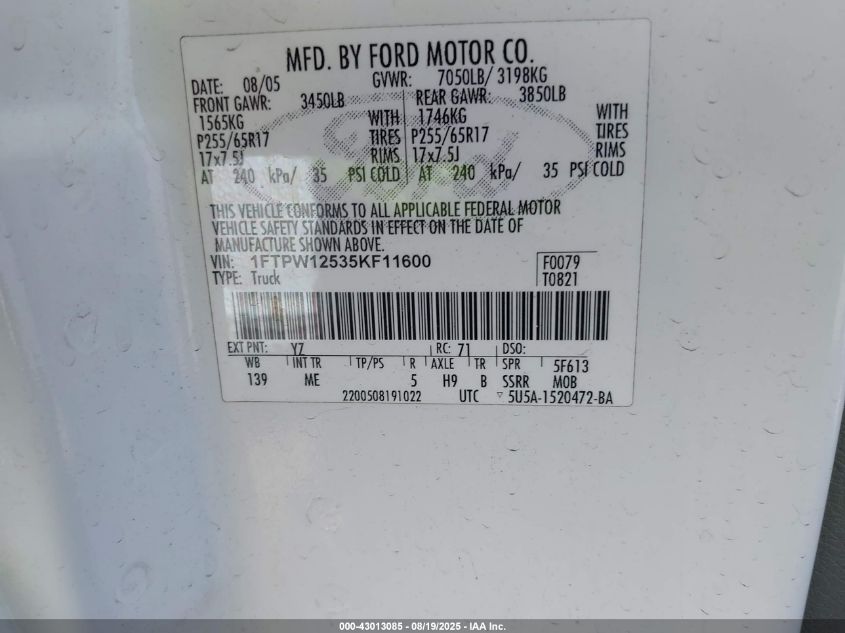 MFD. BY FORD MOTOR CO.
DATE: 08/05 GVWR: 7050LB/ 3198KG
FRONT GAWR: 3450LB REAR GAWR: 3850LB
1565KG WITH 1746KG WITH
P255/65R17 TIRES P255/65R17 TIRES
17x7.5J RIMS 17x7.5J RIMS
AT 240 kPa/ 35 PSI COLD AT 240 kPa/ 35 PSI COLD
THIS VEHICLE CONFORMS TO ALL APPLICABLE FEDERAL MOTOR
VEHICLE SAFETY STANDARDS IN EFFECT ON THE DATE OF
MANUFACTURE SHOWN ABOVE.
VIN: 1FTPW12535KF11600 F0079
TYPE: Truck T0821
EXT PNT: YZ RC: 71 DSO:
WB INT TR TP/PS R AXLE TR SPR 5F613
139 ME 5 H9 B SSRR MOB
2200508191022 UTC ▽ 5U5A-1520472-BA
Ford
000-43013085 - 08/19/2025 - IAA Inc.